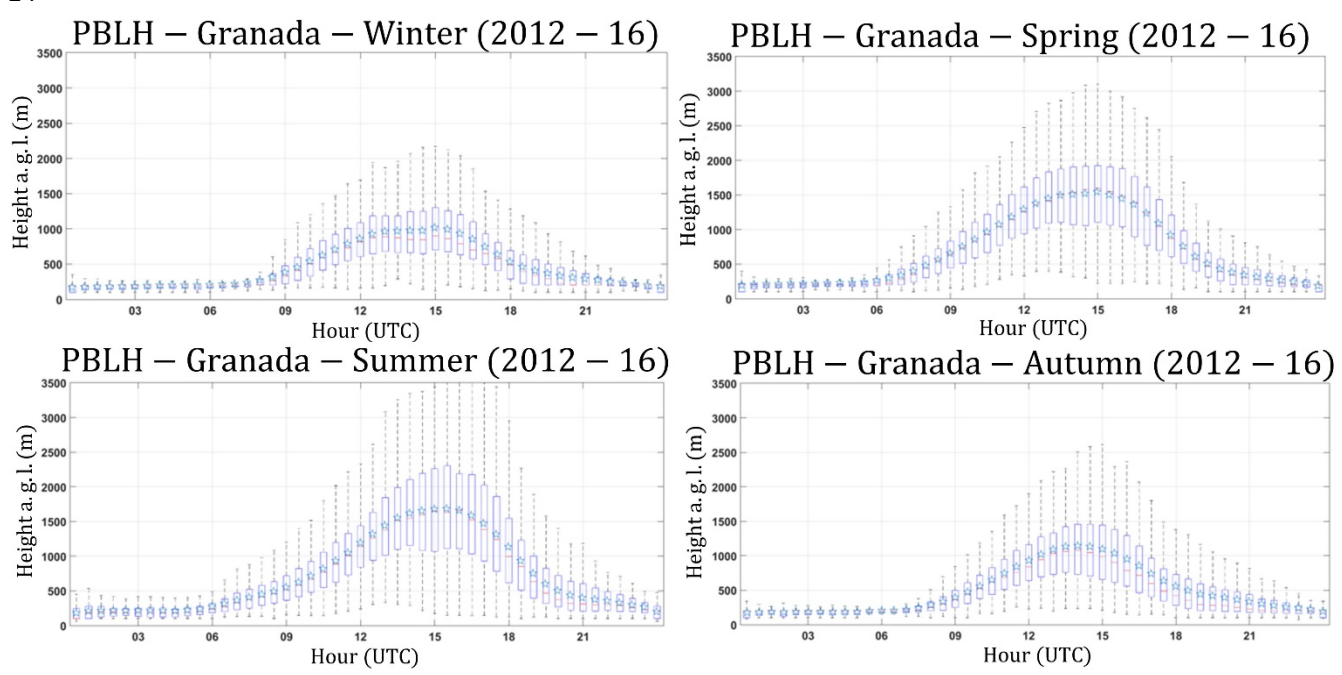 PBLH − Granada − Winter (2012 − 16)
Height a. g. l. (m)
3500
3000
2500
2000
1500
1000
500
0
03 06 09 12 15 18 21
Hour (UTC)
PBLH − Granada − Spring (2012 − 16)
Height a. g. l. (m)
3500
3000
2500
2000
1500
1000
500
0
03 06 09 12 15 18 21
Hour (UTC)
PBLH − Granada − Summer (2012 − 16)
Height a. g. l. (m)
3500
3000
2500
2000
1500
1000
500
0
03 06 09 12 15 18 21
Hour (UTC)
PBLH − Granada − Autumn (2012 − 16)
Height a. g. l. (m)
3500
3000
2500
2000
1500
1000
500
0
03 06 09 12 15 18 21
Hour (UTC)